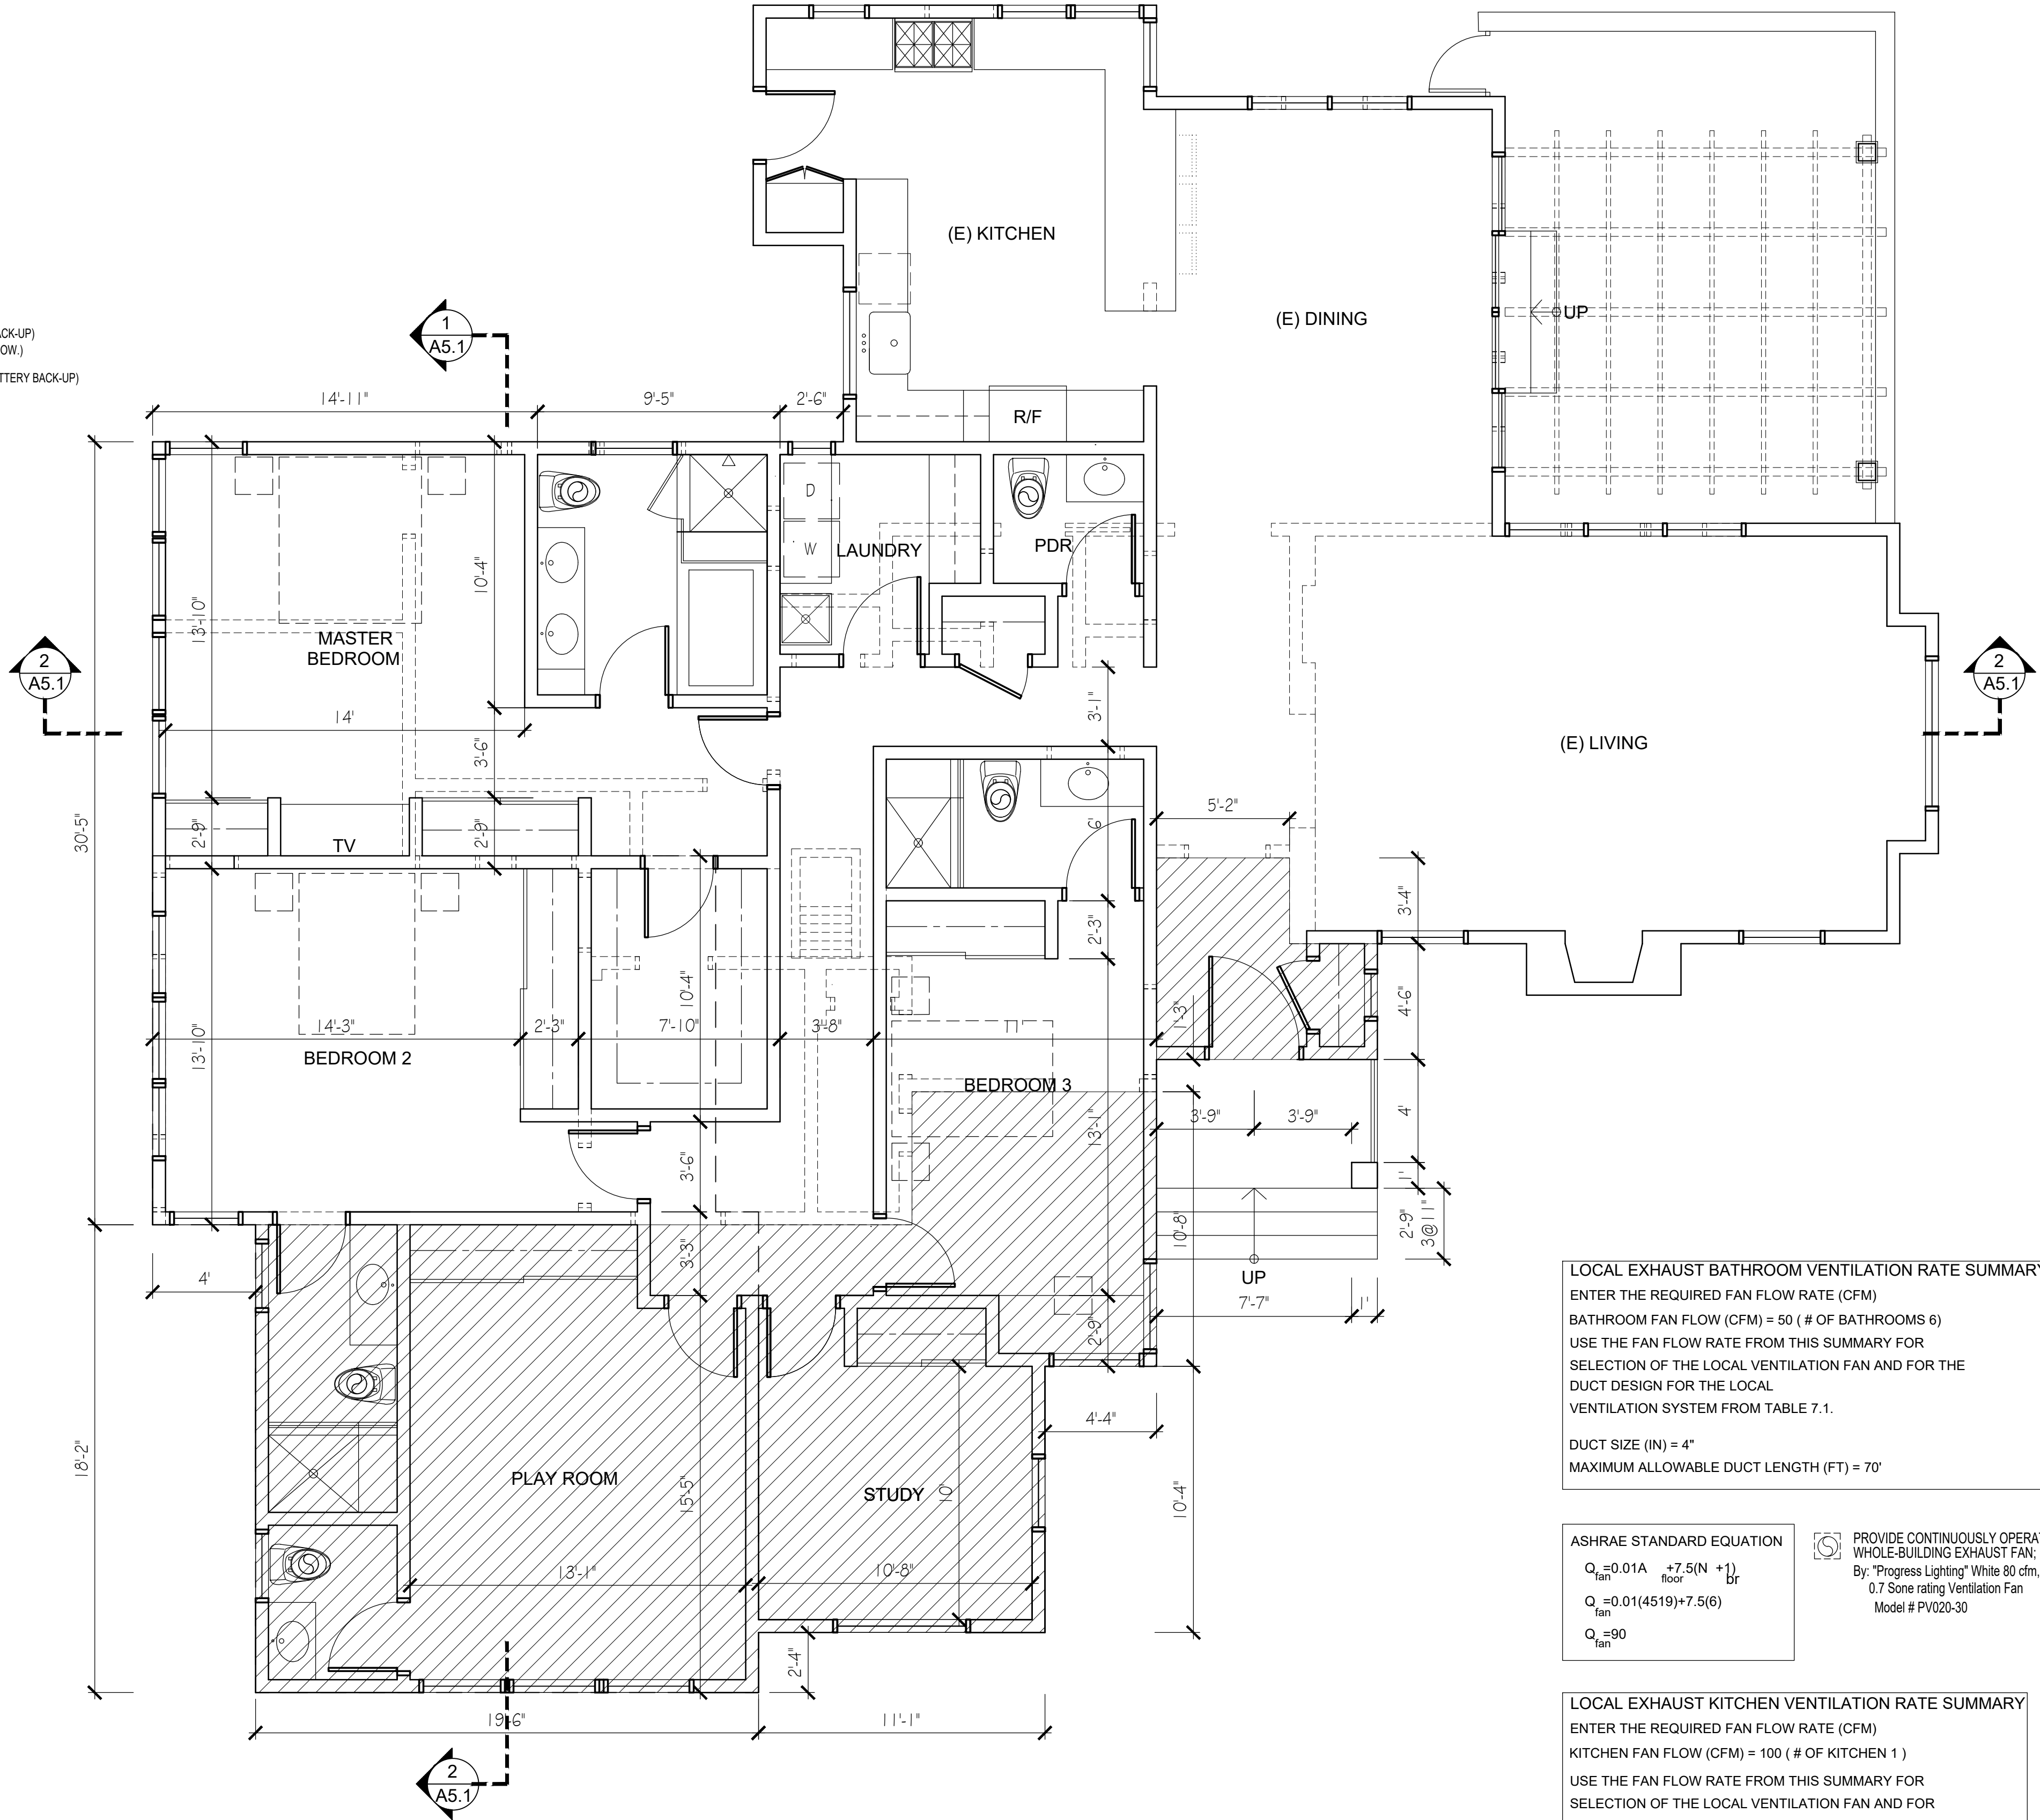 (E) KITCHEN
(E) DINING
UP
ACK-UP)
OW.)
TTERY BACK-UP)
1
A5.1
14'-11"
9'-5"
2'-6"
R/F
D
W
LAUNDRY
PDR
10'-4"
13'-10"
MASTER
BEDROOM
2
A5.1
14'
3'-6"
3'-1"
(E) LIVING
2
A5.1
30'-5"
2'-9"
TV
2'-9"
6'
5'-2"
3'-4"
2'-3"
10'-4"
4'-6"
1'-3"
14'-3"
2'-3"
7'-10"
3'-8"
11'
13'-10"
BEDROOM 2
BEDROOM 3
3'-9"
3'-9"
4'
13'-1"
3'-6"
1'
10'-8"
2'-9"
3@11"
3'-3"
UP
4'
7'-7"
1'
2'-9"
4'-4"
18'-2"
PLAY ROOM
15'-5"
STUDY
10'
10'-4"
13'-1"
10'-8"
2'-4"
19'-6"
11'-1"
2
A5.1
LOCAL EXHAUST BATHROOM VENTILATION RATE SUMMARY
ENTER THE REQUIRED FAN FLOW RATE (CFM)
BATHROOM FAN FLOW (CFM) = 50 ( # OF BATHROOMS 6)
USE THE FAN FLOW RATE FROM THIS SUMMARY FOR
SELECTION OF THE LOCAL VENTILATION FAN AND FOR THE
DUCT DESIGN FOR THE LOCAL
VENTILATION SYSTEM FROM TABLE 7.1.
DUCT SIZE (IN) = 4"
MAXIMUM ALLOWABLE DUCT LENGTH (FT) = 70'
ASHRAE STANDARD EQUATION
Qfan=0.01Afloor+7.5(Nbr+1)
Qfan=0.01(4519)+7.5(6)
Qfan=90
PROVIDE CONTINUOUSLY OPERA
WHOLE-BUILDING EXHAUST FAN;
By: "Progress Lighting" White 80 cfm,
0.7 Sone rating Ventilation Fan
Model # PV020-30
LOCAL EXHAUST KITCHEN VENTILATION RATE SUMMARY
ENTER THE REQUIRED FAN FLOW RATE (CFM)
KITCHEN FAN FLOW (CFM) = 100 ( # OF KITCHEN 1 )
USE THE FAN FLOW RATE FROM THIS SUMMARY FOR
SELECTION OF THE LOCAL VENTILATION FAN AND FOR